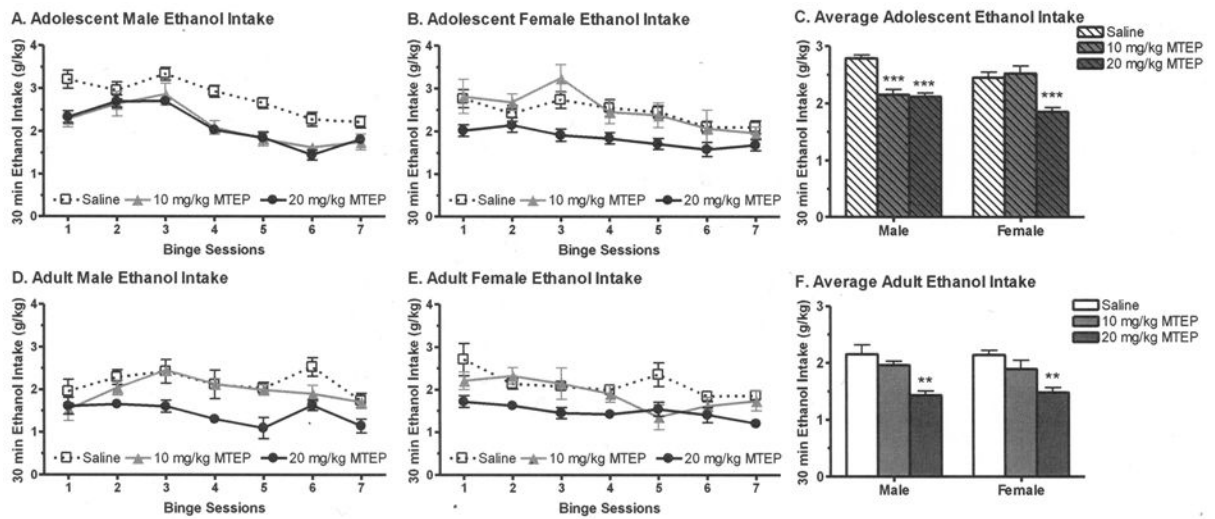 A. Adolescent Male Ethanol Intake
30 min Ethanol Intake (g/kg)
4
3
2
1
0
Saline 10 mg/kg MTEP 20 mg/kg MTEP
1 2 3 4 5 6 7
Binge Sessions
B. Adolescent Female Ethanol Intake
30 min Ethanol Intake (g/kg)
4
3
2
1
0
Saline 10 mg/kg MTEP 20 mg/kg MTEP
1 2 3 4 5 6 7
Binge Sessions
C. Average Adolescent Ethanol Intake
Saline
10 mg/kg MTEP
20 mg/kg MTEP
30 min Ethanol Intake (g/kg)
3
2
1
0
*** *** ***
Male Female
D. Adult Male Ethanol Intake
30 min Ethanol Intake (g/kg)
4
3
2
1
0
Saline 10 mg/kg MTEP 20 mg/kg MTEP
1 2 3 4 5 6 7
Binge Sessions
E. Adult Female Ethanol Intake
30 min Ethanol Intake (g/kg)
4
3
2
1
0
Saline 10 mg/kg MTEP 20 mg/kg MTEP
1 2 3 4 5 6 7
Binge Sessions
F. Average Adult Ethanol Intake
Saline
10 mg/kg MTEP
20 mg/kg MTEP
30 min Ethanol Intake (g/kg)
3
2
1
0
** **
Male Female